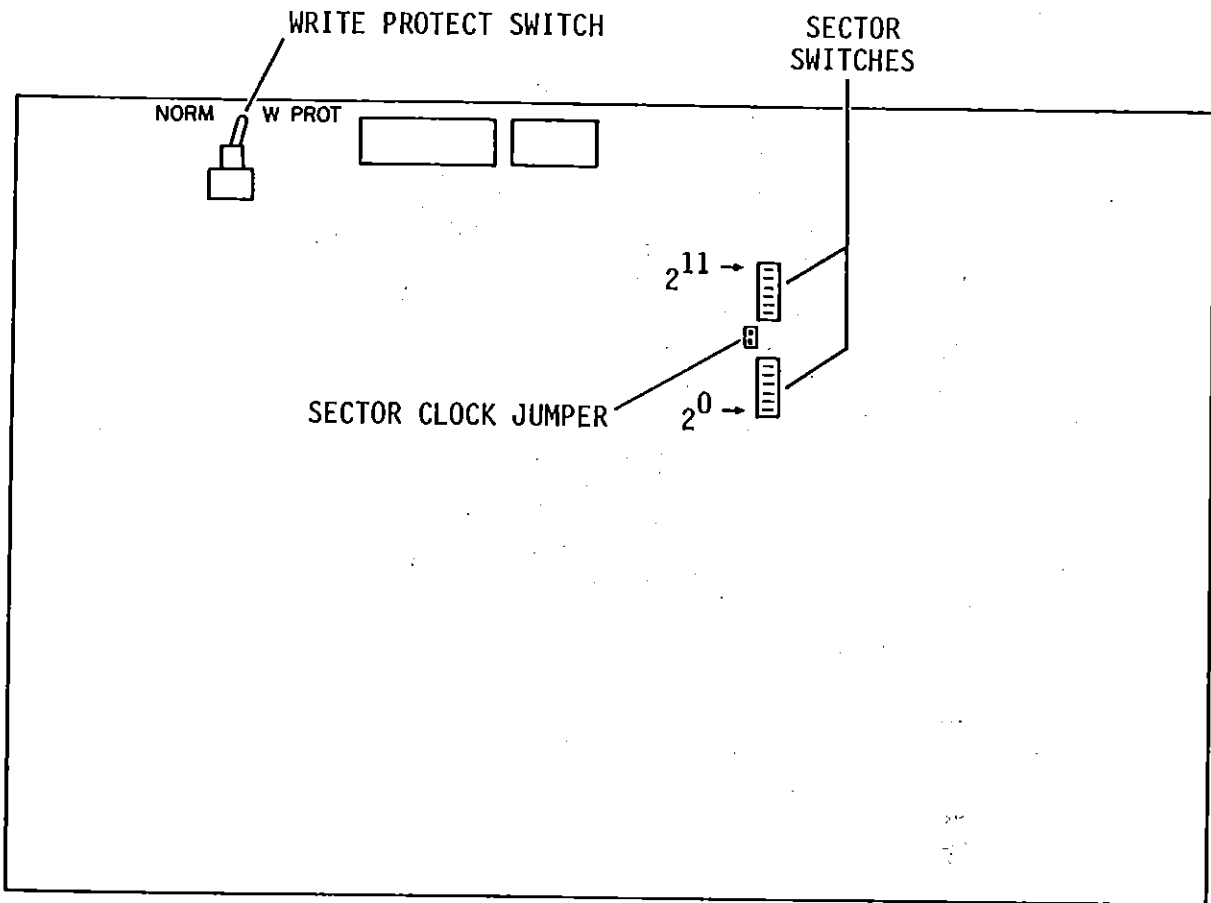 WRITE PROTECT SWITCH
SECTOR
SWITCHES
NORM
W PROT
2^11
SECTOR CLOCK JUMPER
2^0